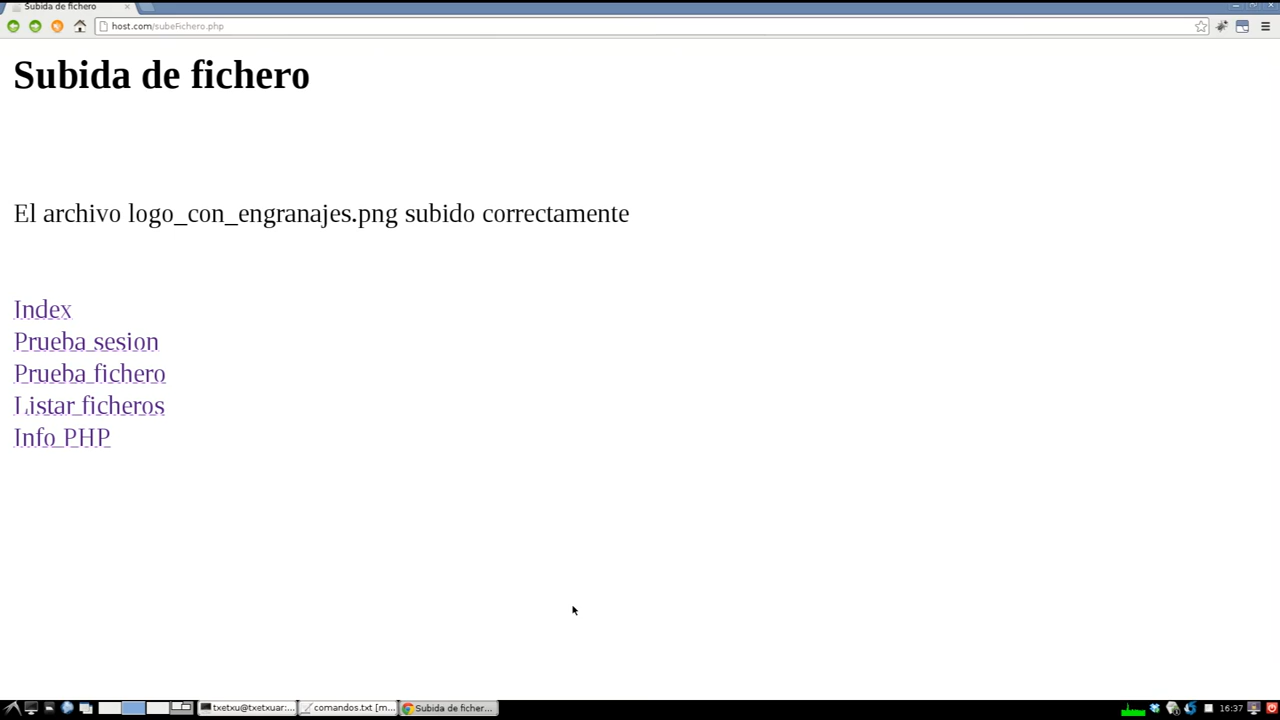 Subida de fichero
host.com/subeFichero.php
Subida de fichero
El archivo logo_con_engranajes.png subido correctamente
Index
Prueba sesion
Prueba fichero
Listar ficheros
Info PHP
txetxu@txetxuar:...
comandos.txt [m...
Subida de ficher...
16:37